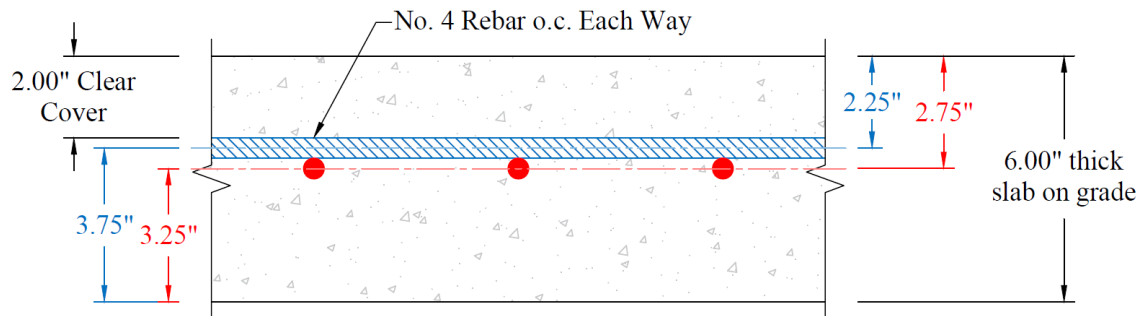 No. 4 Rebar o.c. Each Way
2.00" Clear
Cover
2.25"
2.75"
6.00" thick
slab on grade
3.75"
3.25"